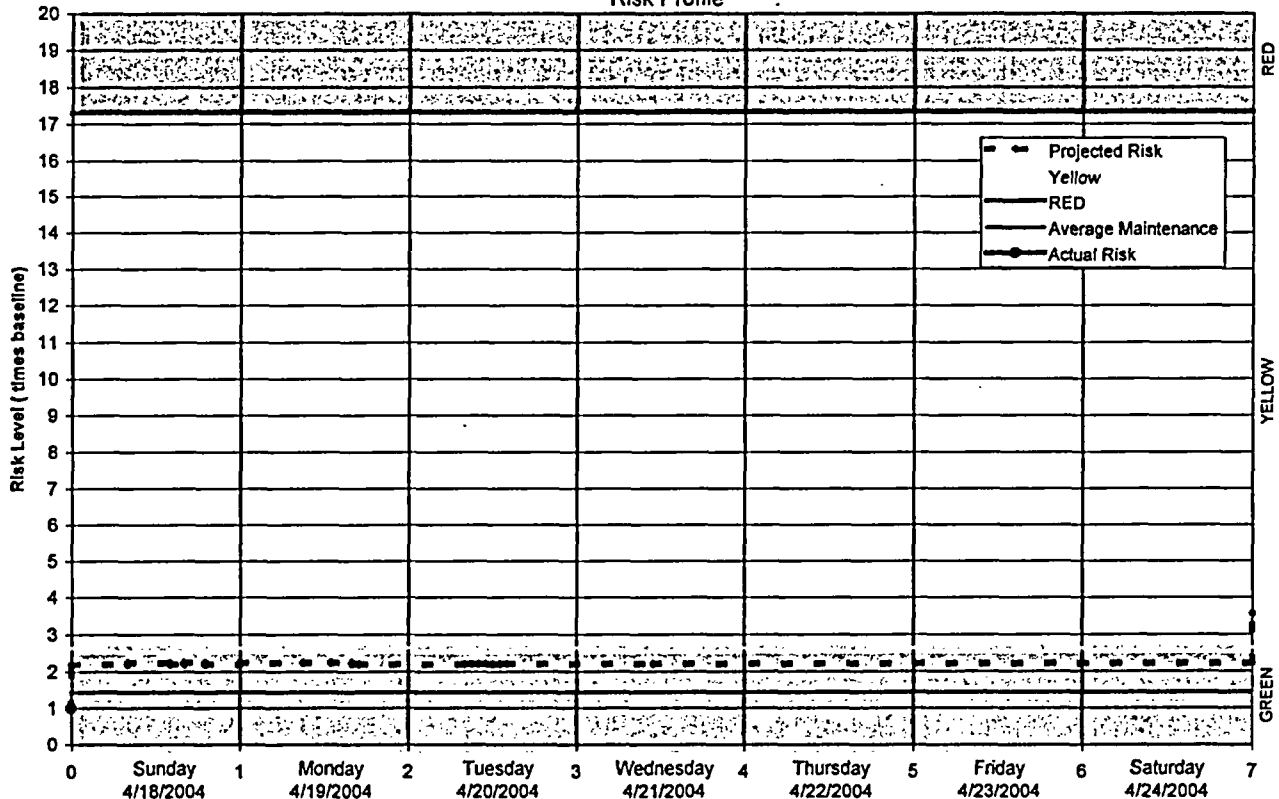 Risk Profile
20
19
18
17
16
15
14
13
12
11
10
9
8
7
6
5
4
3
2
1
0
Risk Level ( times baseline)
RED
YELLOW
GREEN
Projected Risk
Yellow
RED
Average Maintenance
Actual Risk
0 Sunday 1 Monday 2 Tuesday 3 Wednesday 4 Thursday 5 Friday 6 Saturday 7
4/18/2004 4/19/2004 4/20/2004 4/21/2004 4/22/2004 4/23/2004 4/24/2004